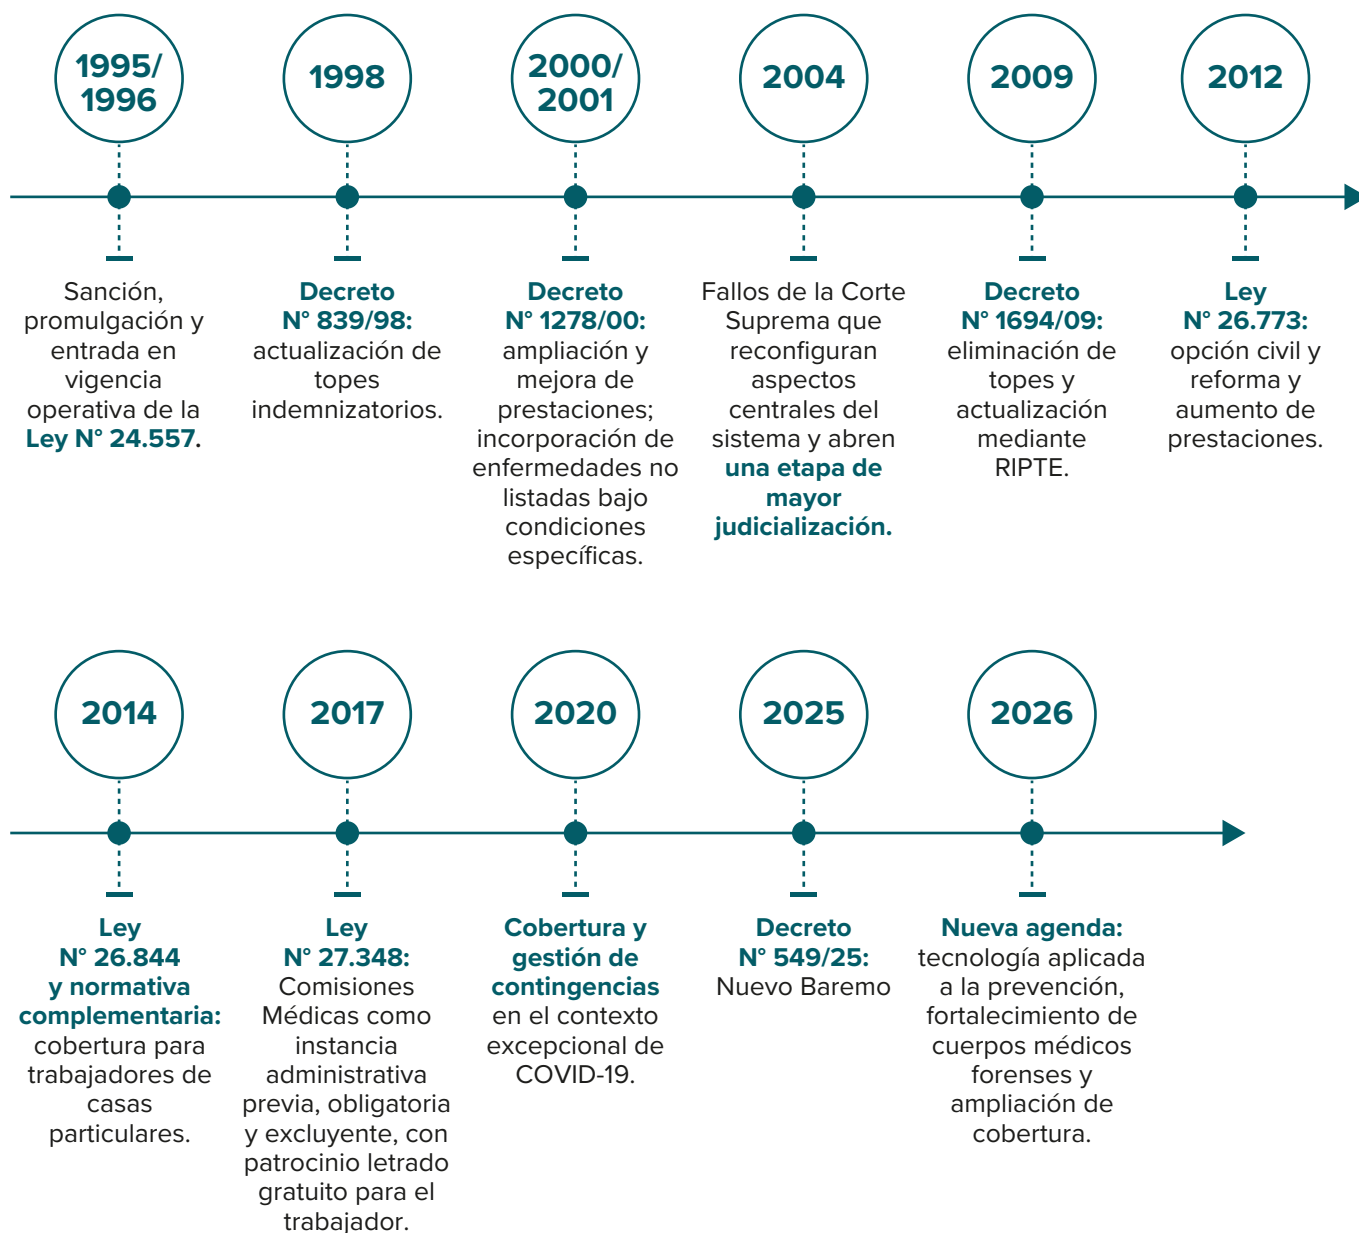 1995/
1996
Sanción,
promulgación y
entrada en
vigencia
operativa de la
Ley N° 24.557.
1998
Decreto
N° 839/98:
actualización de
topes
indemnizatorios.
2000/
2001
Decreto
N° 1278/00:
ampliación y
mejora de
prestaciones;
incorporación de
enfermedades no
listadas bajo
condiciones
específicas.
2004
Fallos de la Corte
Suprema que
reconfiguran
aspectos
centrales del
sistema y abren
una etapa de
mayor
judicialización.
2009
Decreto
N° 1694/09:
eliminación de
topes y
actualización
mediante
RIPTE.
2012
Ley
N° 26.773:
opción civil y
reforma y
aumento de
prestaciones.
2014
Ley
N° 26.844
y normativa
complementaria:
cobertura para
trabajadores de
casas
particulares.
2017
Ley
N° 27.348:
Comisiones
Médicas como
instancia
administrativa
previa, obligatoria
y excluyente, con
patrocinio letrado
gratuito para el
trabajador.
2020
Cobertura y
gestión de
contingencias
en el contexto
excepcional de
COVID-19.
2025
Decreto
N° 549/25:
Nuevo Baremo
2026
Nueva agenda:
tecnología aplicada
a la prevención,
fortalecimiento de
cuerpos médicos
forenses y
ampliación de
cobertura.